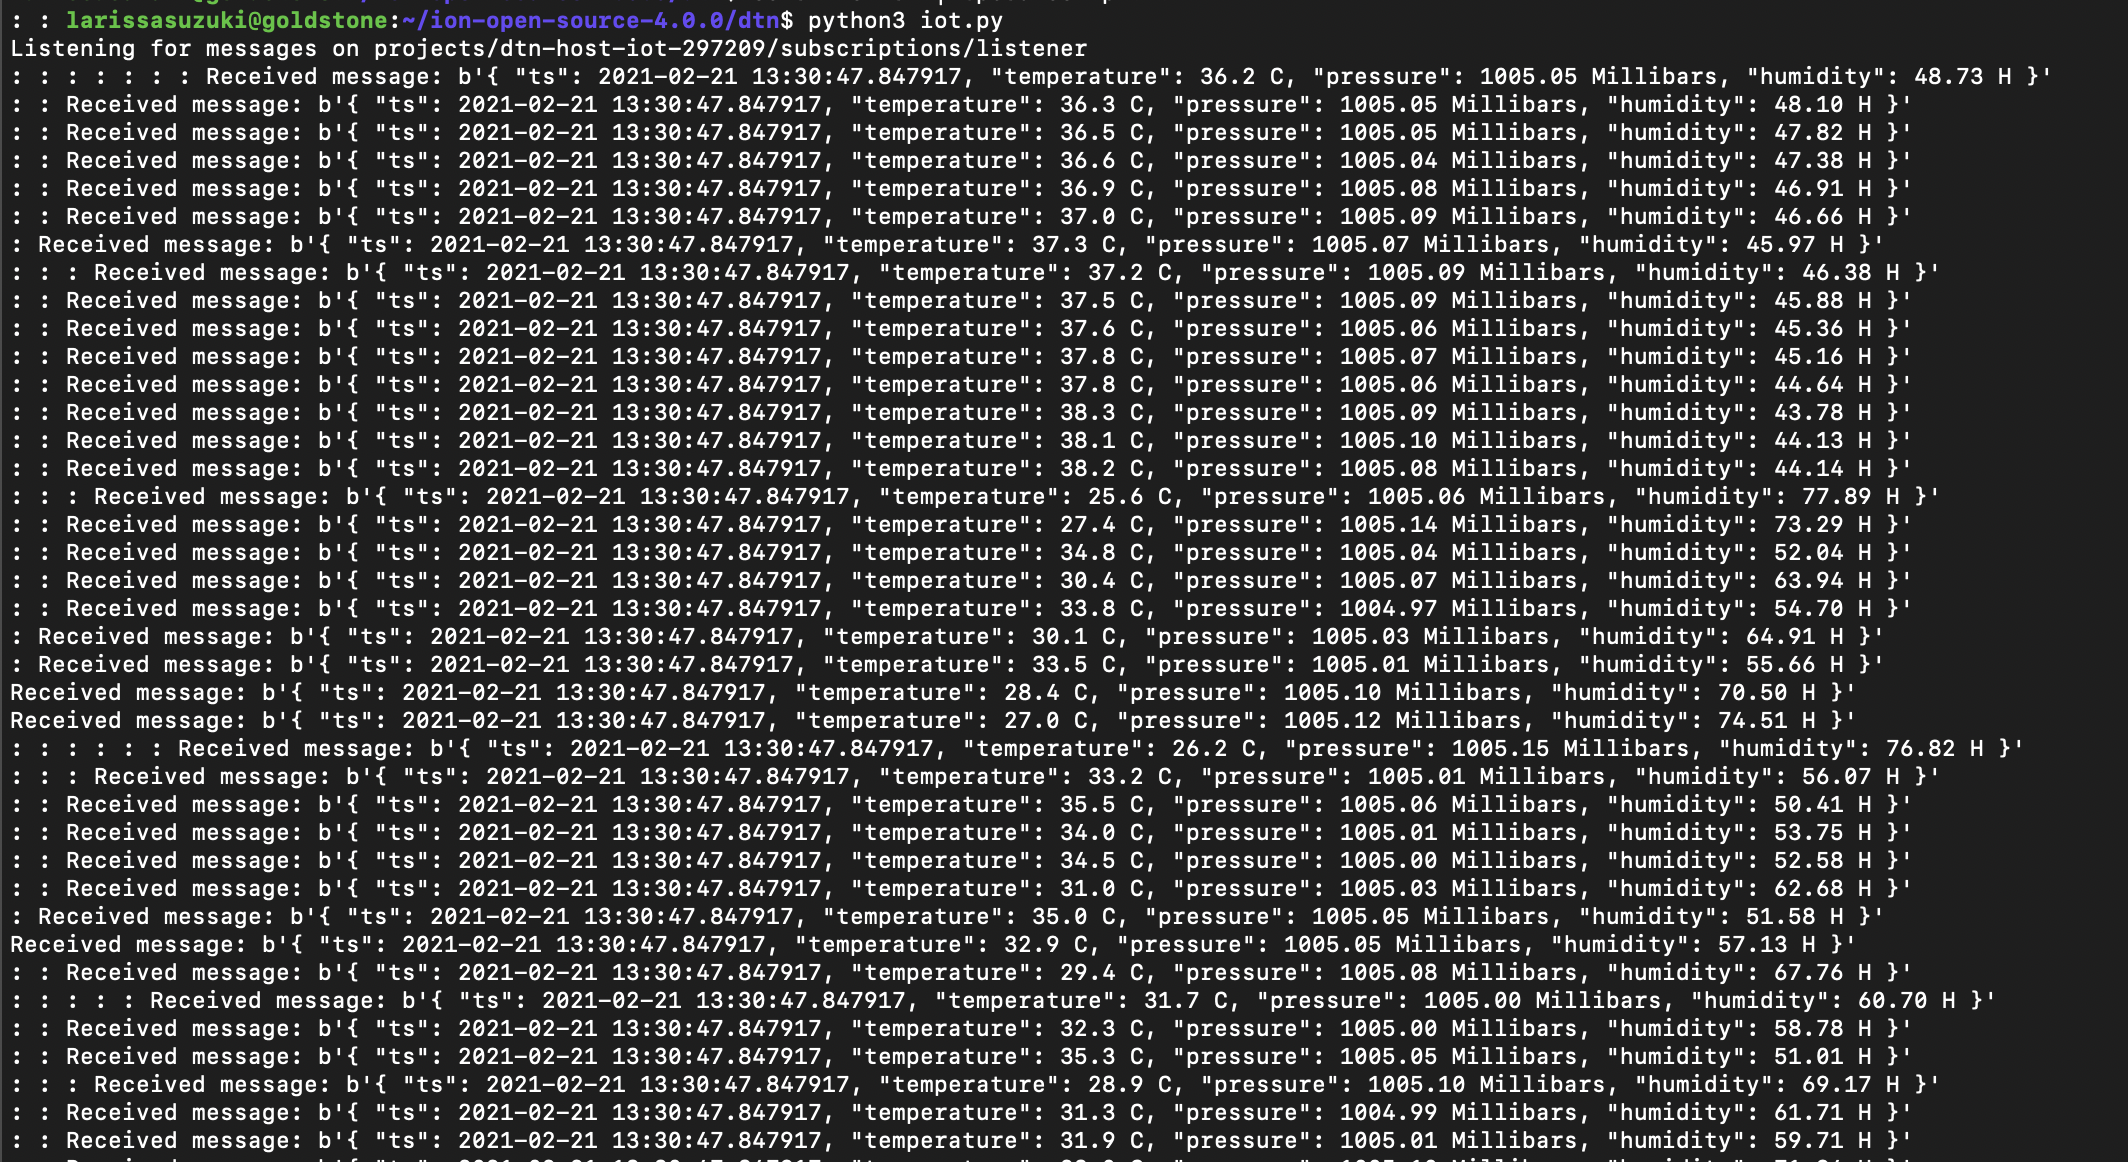 : : larissasuzuki@goldstone:~/ion-open-source-4.0.0/dtn$ python3 iot.py
Listening for messages on projects/dtn-host-iot-297209/subscriptions/listener
: : : : : : : Received message: b'{ "ts": 2021-02-21 13:30:47.847917, "temperature": 36.2 C, "pressure": 1005.05 Millibars, "humidity": 48.73 H }'
: : Received message: b'{ "ts": 2021-02-21 13:30:47.847917, "temperature": 36.3 C, "pressure": 1005.05 Millibars, "humidity": 48.10 H }'
: : Received message: b'{ "ts": 2021-02-21 13:30:47.847917, "temperature": 36.5 C, "pressure": 1005.05 Millibars, "humidity": 47.82 H }'
: : Received message: b'{ "ts": 2021-02-21 13:30:47.847917, "temperature": 36.6 C, "pressure": 1005.04 Millibars, "humidity": 47.38 H }'
: : Received message: b'{ "ts": 2021-02-21 13:30:47.847917, "temperature": 36.9 C, "pressure": 1005.08 Millibars, "humidity": 46.91 H }'
: : Received message: b'{ "ts": 2021-02-21 13:30:47.847917, "temperature": 37.0 C, "pressure": 1005.09 Millibars, "humidity": 46.66 H }'
: Received message: b'{ "ts": 2021-02-21 13:30:47.847917, "temperature": 37.3 C, "pressure": 1005.07 Millibars, "humidity": 45.97 H }'
: : : Received message: b'{ "ts": 2021-02-21 13:30:47.847917, "temperature": 37.2 C, "pressure": 1005.09 Millibars, "humidity": 46.38 H }'
: : Received message: b'{ "ts": 2021-02-21 13:30:47.847917, "temperature": 37.5 C, "pressure": 1005.09 Millibars, "humidity": 45.88 H }'
: : Received message: b'{ "ts": 2021-02-21 13:30:47.847917, "temperature": 37.6 C, "pressure": 1005.06 Millibars, "humidity": 45.36 H }'
: : Received message: b'{ "ts": 2021-02-21 13:30:47.847917, "temperature": 37.8 C, "pressure": 1005.07 Millibars, "humidity": 45.16 H }'
: : Received message: b'{ "ts": 2021-02-21 13:30:47.847917, "temperature": 37.8 C, "pressure": 1005.06 Millibars, "humidity": 44.64 H }'
: : Received message: b'{ "ts": 2021-02-21 13:30:47.847917, "temperature": 38.3 C, "pressure": 1005.09 Millibars, "humidity": 43.78 H }'
: : Received message: b'{ "ts": 2021-02-21 13:30:47.847917, "temperature": 38.1 C, "pressure": 1005.10 Millibars, "humidity": 44.13 H }'
: : Received message: b'{ "ts": 2021-02-21 13:30:47.847917, "temperature": 38.2 C, "pressure": 1005.08 Millibars, "humidity": 44.14 H }'
: : : Received message: b'{ "ts": 2021-02-21 13:30:47.847917, "temperature": 25.6 C, "pressure": 1005.06 Millibars, "humidity": 77.89 H }'
: : Received message: b'{ "ts": 2021-02-21 13:30:47.847917, "temperature": 27.4 C, "pressure": 1005.14 Millibars, "humidity": 73.29 H }'
: : Received message: b'{ "ts": 2021-02-21 13:30:47.847917, "temperature": 34.8 C, "pressure": 1005.04 Millibars, "humidity": 52.04 H }'
: : Received message: b'{ "ts": 2021-02-21 13:30:47.847917, "temperature": 30.4 C, "pressure": 1005.07 Millibars, "humidity": 63.94 H }'
: : Received message: b'{ "ts": 2021-02-21 13:30:47.847917, "temperature": 33.8 C, "pressure": 1004.97 Millibars, "humidity": 54.70 H }'
: Received message: b'{ "ts": 2021-02-21 13:30:47.847917, "temperature": 30.1 C, "pressure": 1005.03 Millibars, "humidity": 64.91 H }'
: Received message: b'{ "ts": 2021-02-21 13:30:47.847917, "temperature": 33.5 C, "pressure": 1005.01 Millibars, "humidity": 55.66 H }'
Received message: b'{ "ts": 2021-02-21 13:30:47.847917, "temperature": 28.4 C, "pressure": 1005.10 Millibars, "humidity": 70.50 H }'
Received message: b'{ "ts": 2021-02-21 13:30:47.847917, "temperature": 27.0 C, "pressure": 1005.12 Millibars, "humidity": 74.51 H }'
: : : : : : Received message: b'{ "ts": 2021-02-21 13:30:47.847917, "temperature": 26.2 C, "pressure": 1005.15 Millibars, "humidity": 76.82 H }'
: : : Received message: b'{ "ts": 2021-02-21 13:30:47.847917, "temperature": 33.2 C, "pressure": 1005.01 Millibars, "humidity": 56.07 H }'
: : Received message: b'{ "ts": 2021-02-21 13:30:47.847917, "temperature": 35.5 C, "pressure": 1005.06 Millibars, "humidity": 50.41 H }'
: : Received message: b'{ "ts": 2021-02-21 13:30:47.847917, "temperature": 34.0 C, "pressure": 1005.01 Millibars, "humidity": 53.75 H }'
: : Received message: b'{ "ts": 2021-02-21 13:30:47.847917, "temperature": 34.5 C, "pressure": 1005.00 Millibars, "humidity": 52.58 H }'
: : Received message: b'{ "ts": 2021-02-21 13:30:47.847917, "temperature": 31.0 C, "pressure": 1005.03 Millibars, "humidity": 62.68 H }'
: Received message: b'{ "ts": 2021-02-21 13:30:47.847917, "temperature": 35.0 C, "pressure": 1005.05 Millibars, "humidity": 51.58 H }'
Received message: b'{ "ts": 2021-02-21 13:30:47.847917, "temperature": 32.9 C, "pressure": 1005.05 Millibars, "humidity": 57.13 H }'
: : Received message: b'{ "ts": 2021-02-21 13:30:47.847917, "temperature": 29.4 C, "pressure": 1005.08 Millibars, "humidity": 67.76 H }'
: : : : : Received message: b'{ "ts": 2021-02-21 13:30:47.847917, "temperature": 31.7 C, "pressure": 1005.00 Millibars, "humidity": 60.70 H }'
: : Received message: b'{ "ts": 2021-02-21 13:30:47.847917, "temperature": 32.3 C, "pressure": 1005.00 Millibars, "humidity": 58.78 H }'
: : Received message: b'{ "ts": 2021-02-21 13:30:47.847917, "temperature": 35.3 C, "pressure": 1005.05 Millibars, "humidity": 51.01 H }'
: : : Received message: b'{ "ts": 2021-02-21 13:30:47.847917, "temperature": 28.9 C, "pressure": 1005.10 Millibars, "humidity": 69.17 H }'
: : Received message: b'{ "ts": 2021-02-21 13:30:47.847917, "temperature": 31.3 C, "pressure": 1004.99 Millibars, "humidity": 61.71 H }'
: : Received message: b'{ "ts": 2021-02-21 13:30:47.847917, "temperature": 31.9 C, "pressure": 1005.01 Millibars, "humidity": 59.71 H }'